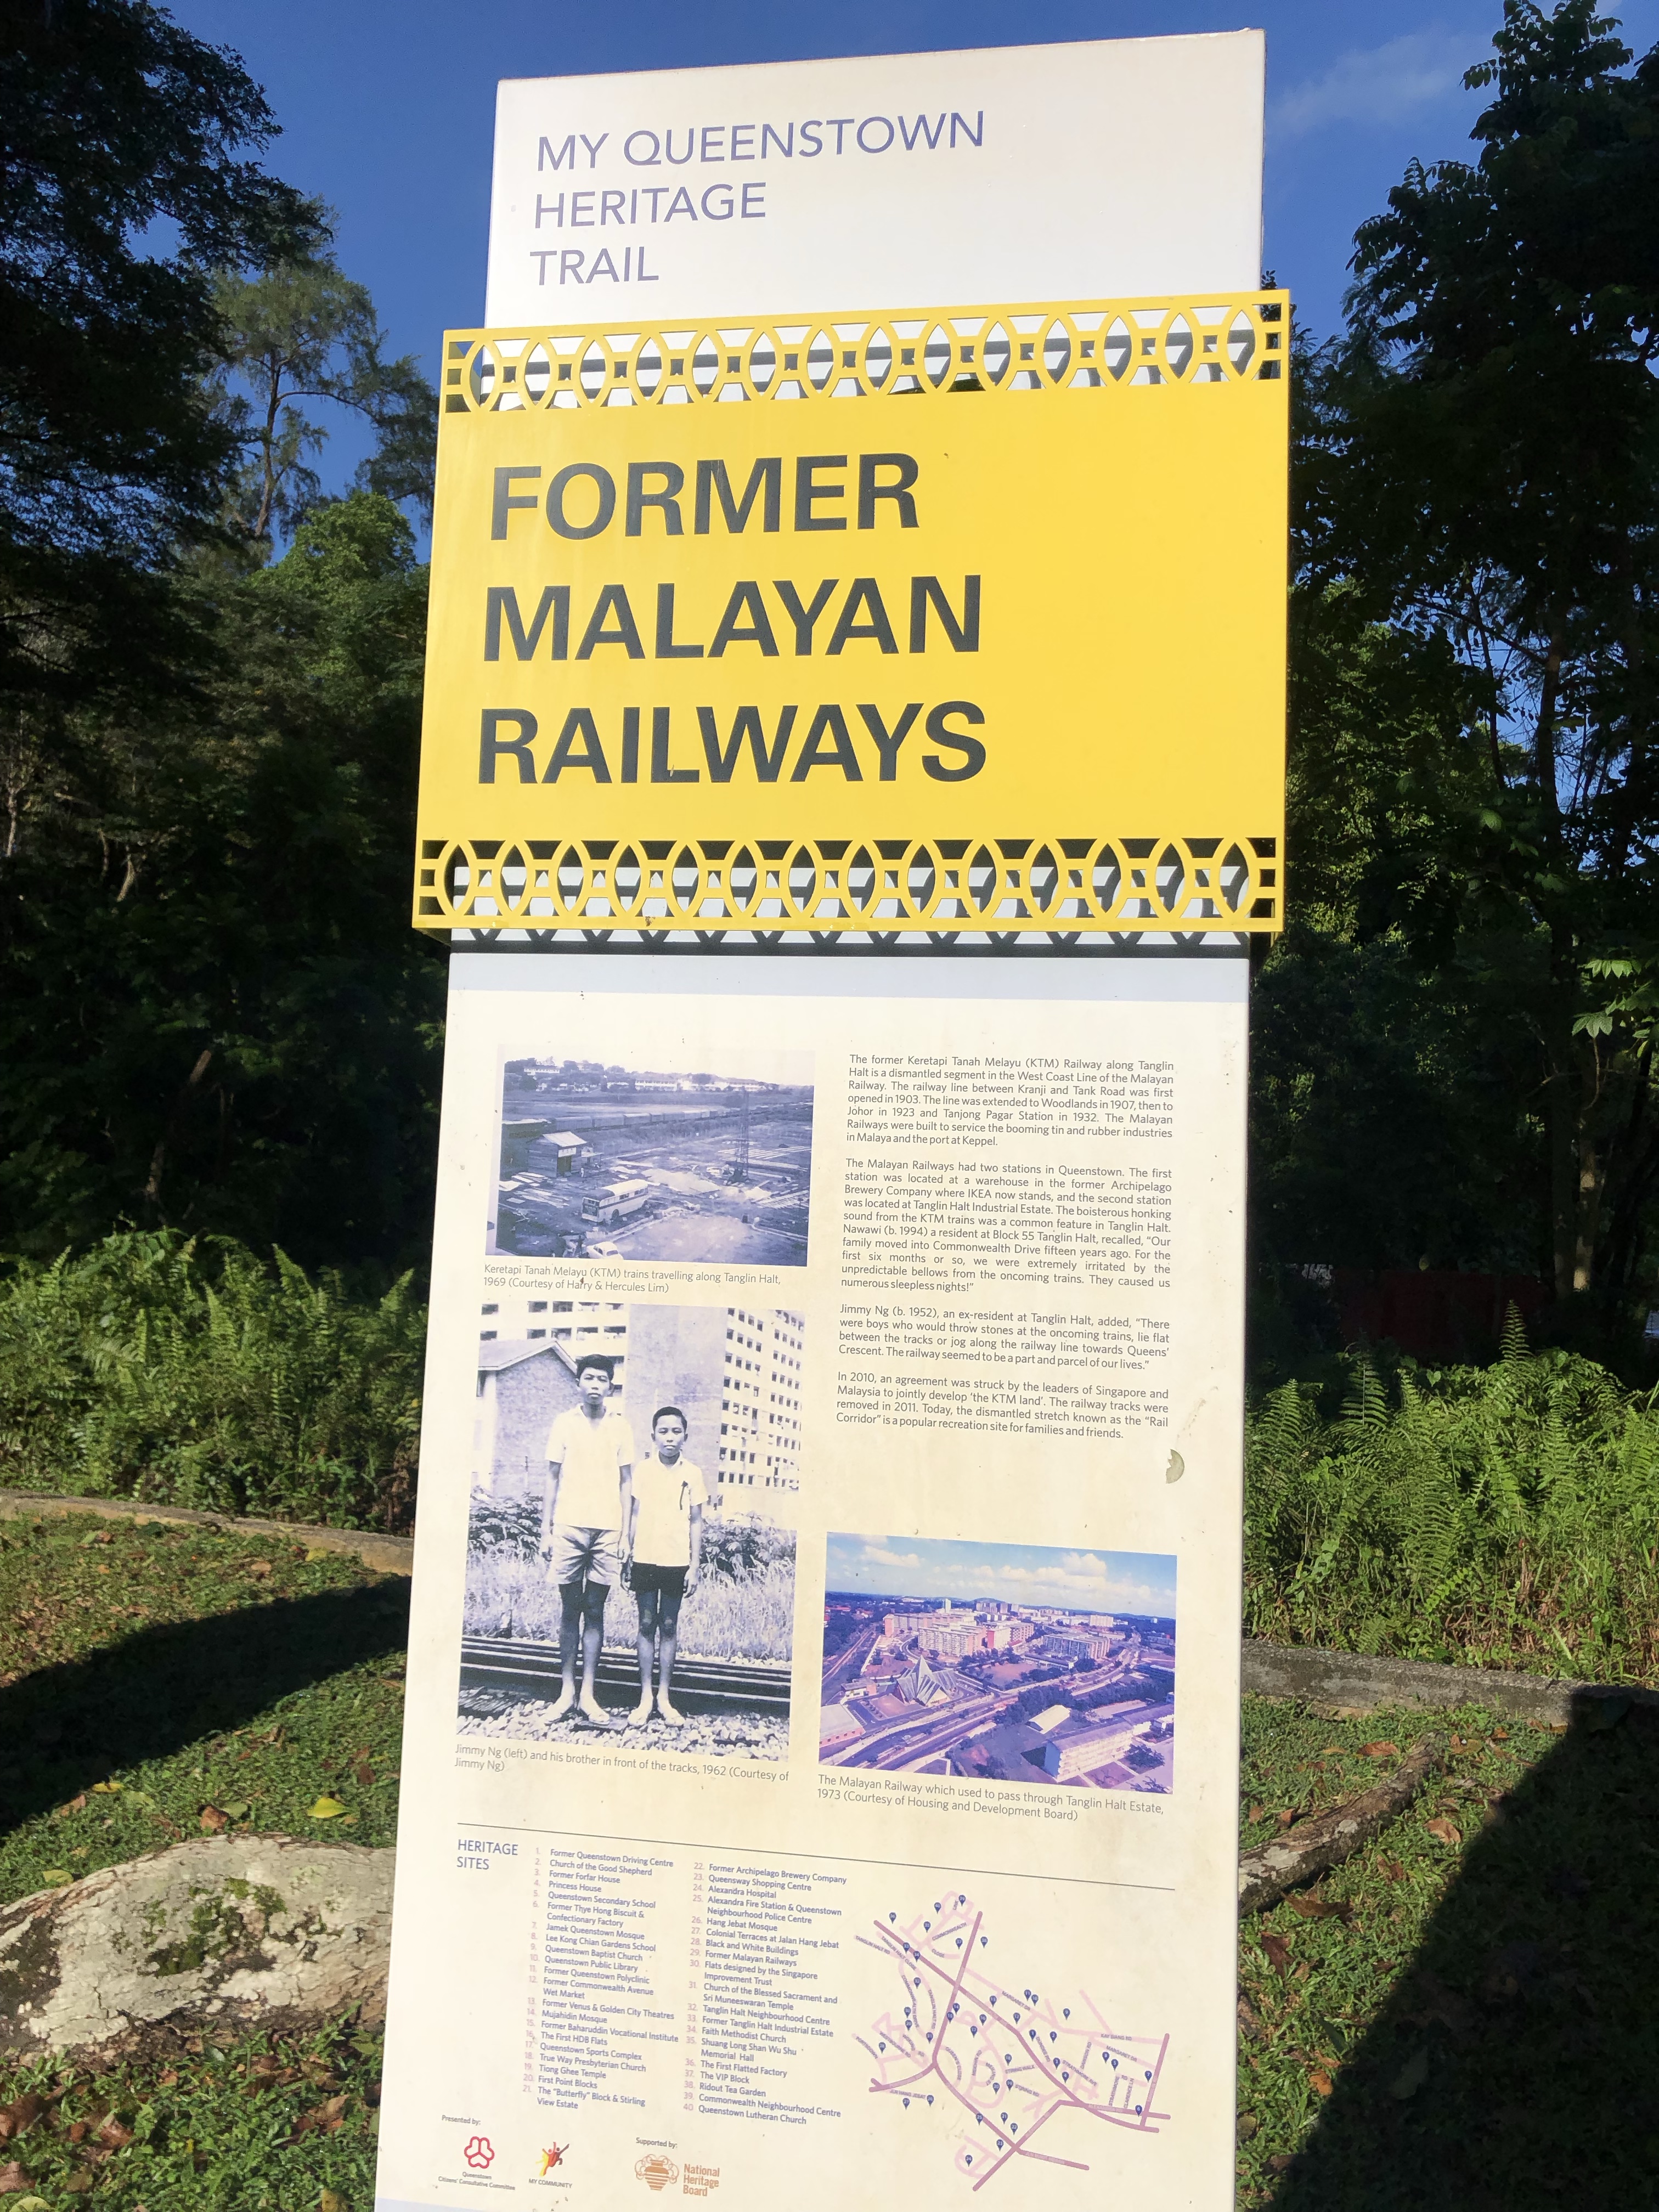 MY QUEENSTOWN
HERITAGE
TRAIL
FORMER
MALAYAN
RAILWAYS
The former Keretapi Tanah Melayu (KTM) Railway along Tanglin
Halt is a dismantled segment in the West Coast Line of the Malayan
Railway. The railway line between Kranji and Tank Road was first
opened in 1903. The line was extended to Woodlands in 1907, then to
Johor in 1923 and Tanjong Pagar Station in 1932. The Malayan
Railways were built to service the booming tin and rubber industries
in Malaya and the port at Keppel.
The Malayan Railways had two stations in Queenstown. The first
station was located at a warehouse in the former Archipelago
Brewery Company where IKEA now stands, and the second station
was located at Tanglin Halt Industrial Estate. The boisterous honking
sound from the KTM trains was a common feature in Tanglin Halt.
Nawawi (b. 1994) a resident at Block 55 Tanglin Halt, recalled, "Our
family moved into Commonwealth Drive fifteen years ago. For the
first six months or so, we were extremely irritated by the
unpredictable bellows from the oncoming trains. They caused us
numerous sleepless nights!"
Jimmy Ng (b. 1952), an ex-resident at Tanglin Halt, added, "There
were boys who would throw stones at the oncoming trains, lie flat
between the tracks or jog along the railway line towards Queens'
Crescent. The railway seemed to be a part and parcel of our lives."
In 2010, an agreement was struck by the leaders of Singapore and
Malaysia to jointly develop 'the KTM land'. The railway tracks were
removed in 2011. Today, the dismantled stretch known as the "Rail
Corridor" is a popular recreation site for families and friends.
Keretapi Tanah Melayu (KTM) trains travelling along Tanglin Halt,
1969 (Courtesy of Harry & Hercules Lim)
Jimmy Ng (left) and his brother in front of the tracks, 1962 (Courtesy of
Jimmy Ng)
The Malayan Railway which used to pass through Tanglin Halt Estate,
1973 (Courtesy of Housing and Development Board)
HERITAGE
SITES
1. Former Queenstown Driving Centre
2. Church of the Good Shepherd
3. Former Forfar House
4. Princess House
5. Queenstown Secondary School
6. Former Thye Hong Biscuit &
Confectionary Factory
7. Jamek Queenstown Mosque
8. Lee Kong Chian Gardens School
9. Queenstown Baptist Church
10. Queenstown Public Library
11. Former Queenstown Polyclinic
12. Former Commonwealth Avenue
Wet Market
13. Former Venus & Golden City Theatres
14. Mujahidin Mosque
15. Former Baharuddin Vocational Institute
16. The First HDB Flats
17. Queenstown Sports Complex
18. True Way Presbyterian Church
19. Tiong Ghee Temple
20. First Point Blocks
21. The "Butterfly" Block & Stirling
View Estate
22. Former Archipelago Brewery Company
23. Queensway Shopping Centre
24. Alexandra Hospital
25. Alexandra Fire Station & Queenstown
Neighbourhood Police Centre
26. Hang Jebat Mosque
27. Colonial Terraces at Jalan Hang Jebat
28. Black and White Buildings
29. Former Malayan Railways
30. Flats designed by the Singapore
Improvement Trust
31. Church of the Blessed Sacrament and
Sri Muneeswaran Temple
32. Tanglin Halt Neighbourhood Centre
33. Former Tanglin Halt Industrial Estate
34. Faith Methodist Church
35. Shuang Long Shan Wu Shu
Memorial Hall
36. The First Flatted Factory
37. The VIP Block
38. Ridout Tea Garden
39. Commonwealth Neighbourhood Centre
40 Queenstown Lutheran Church
Presented by:
Queenstown
Citizens' Consultative Committee
MY COMMUNITY
Supported by:
National
Heritage
Board